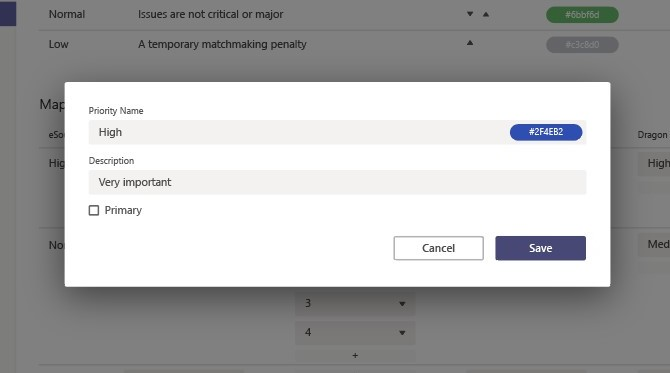 Normal Issues are not critical or major #6bbf6d
Low A temporary matchmaking penalty #c3c8d0
Map
Priority Name
eSo
Dragon
High #2F4EB2
Description
Hig
High
Very important
Primary
No
Med
Cancel Save
3
4
+